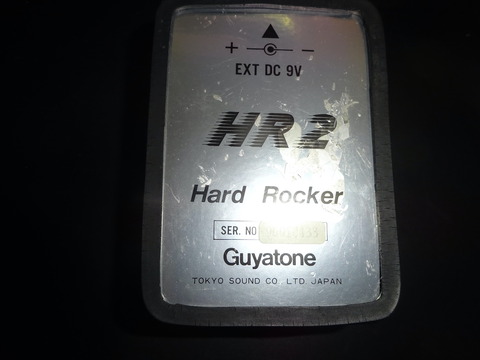 + -
EXT DC 9V
HR2
Hard Rocker
SER. NO
Guyatone
TOKYO SOUND CO. LTD. JAPAN